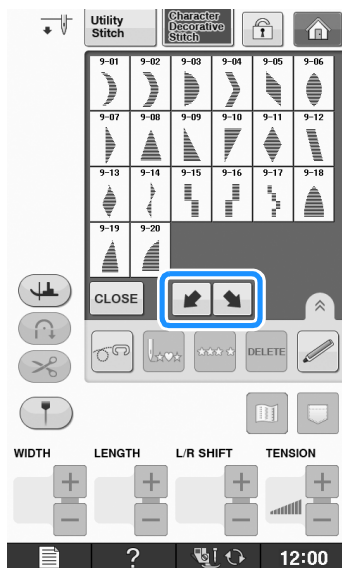 Utility
Stitch
Character
Decorative
Stitch
9-01 9-02 9-03 9-04 9-05 9-06
9-07 9-08 9-09 9-10 9-11 9-12
9-13 9-14 9-15 9-16 9-17 9-18
9-19 9-20
CLOSE
DELETE
WIDTH LENGTH L/R SHIFT TENSION
+ + + +
− − − −
? 12:00